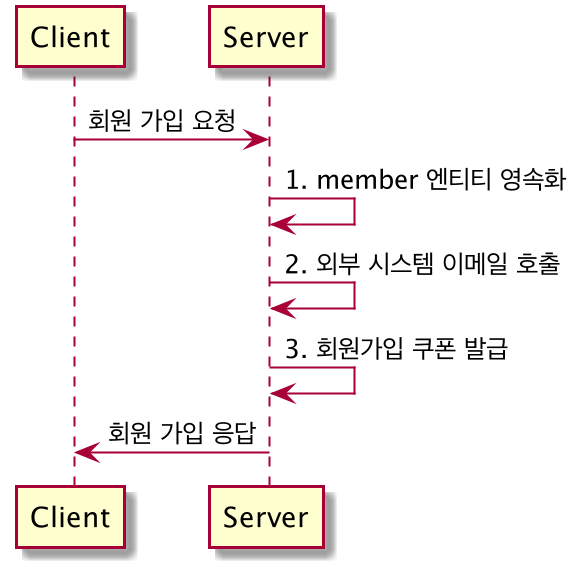 Client
Server
회원 가입 요청
1. member 엔티티 영속화
2. 외부 시스템 이메일 호출
3. 회원가입 쿠폰 발급
회원 가입 응답
Client
Server